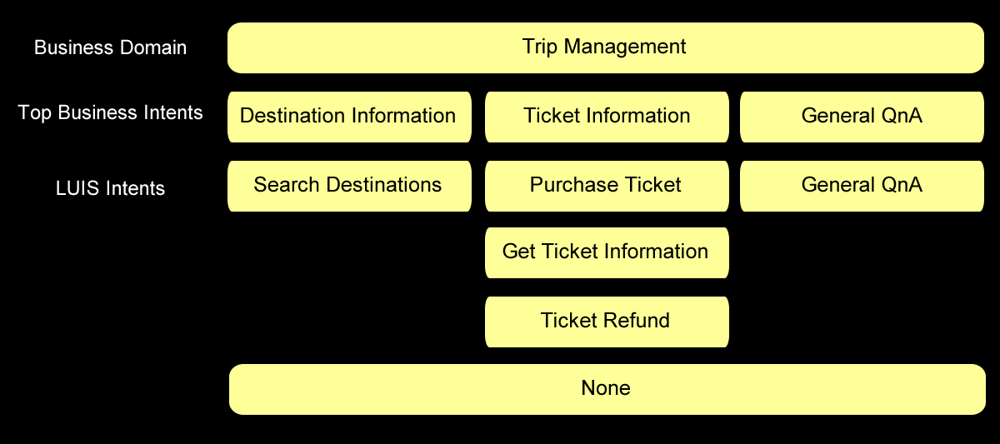 Business Domain
Trip Management
Top Business Intents
Destination Information
Ticket Information
General QnA
LUIS Intents
Search Destinations
Purchase Ticket
General QnA
Get Ticket Information
Ticket Refund
None